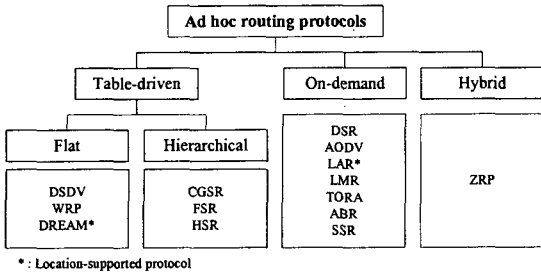 Ad hoc routing protocols
Table-driven
On-demand
Hybrid
Flat
Hierarchical
DSDV
WRP
DREAM*
CGSR
FSR
HSR
DSR
AODV
LAR*
LMR
TORA
ABR
SSR
ZRP
* : Location-supported protocol